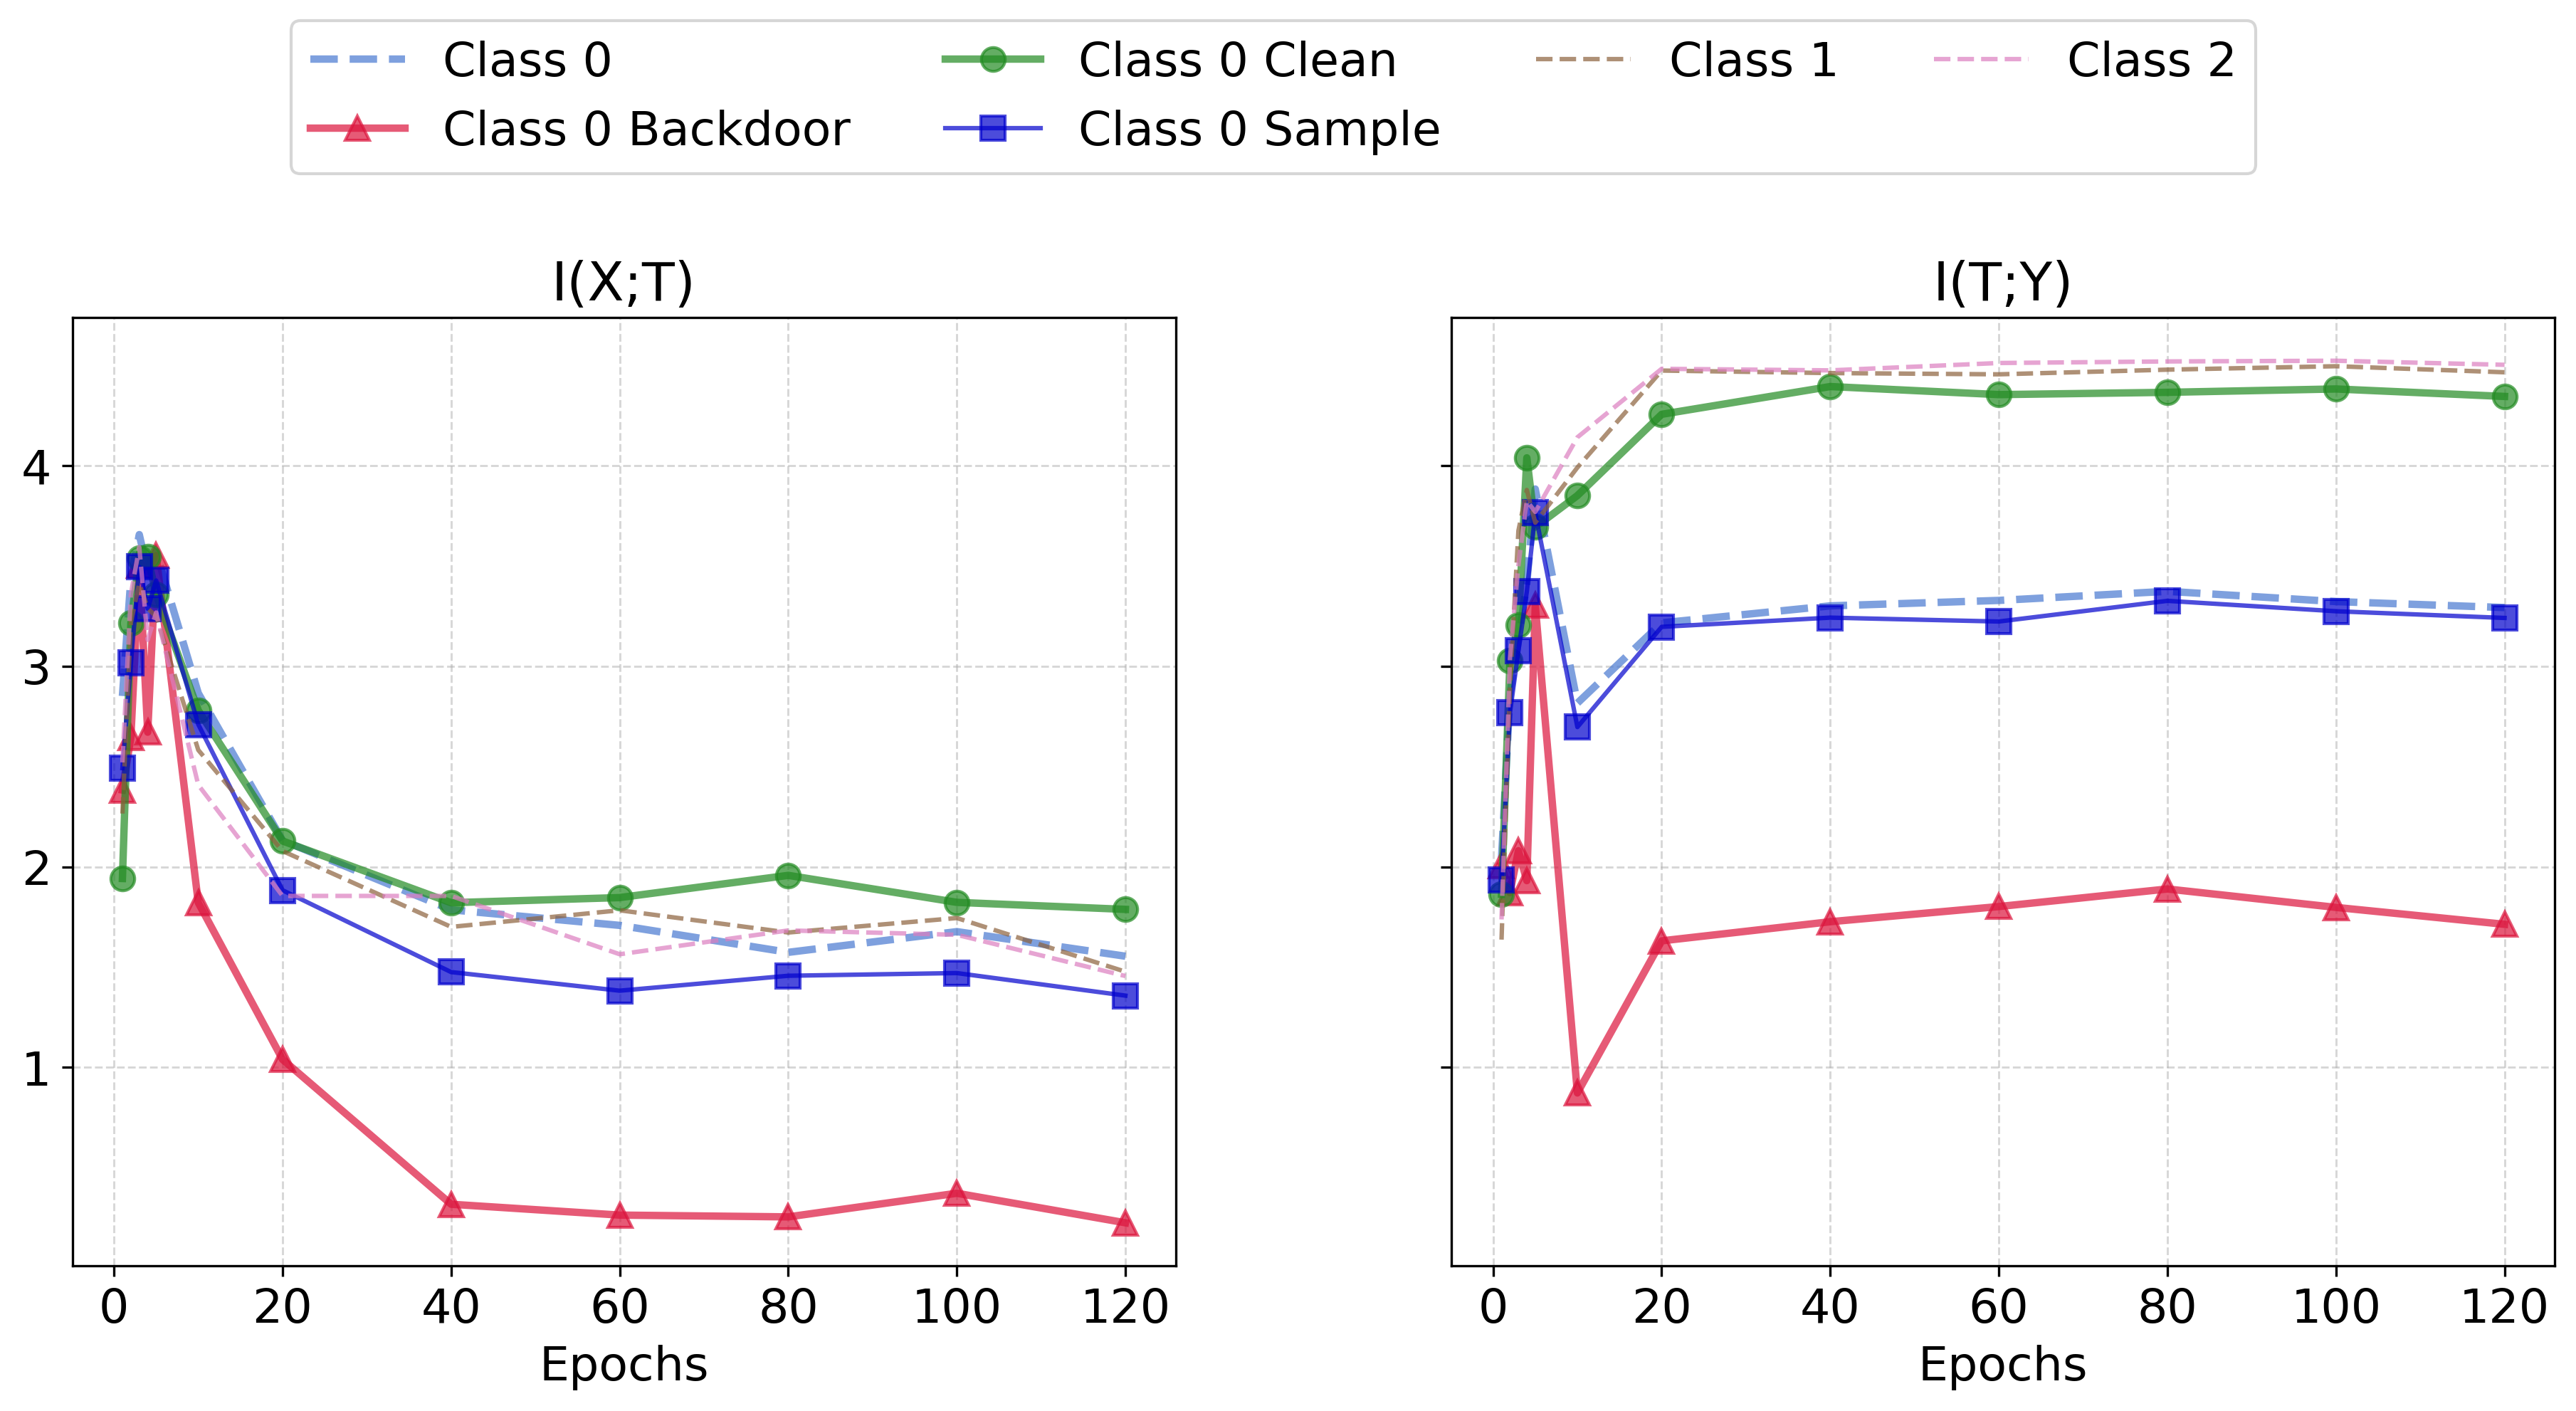 Class 0 Class 0 Clean Class 1 Class 2
Class 0 Backdoor Class 0 Sample
I(X;T) I(T;Y)
4
3
2
1
0 20 40 60 80 100 120 0 20 40 60 80 100 120
Epochs Epochs